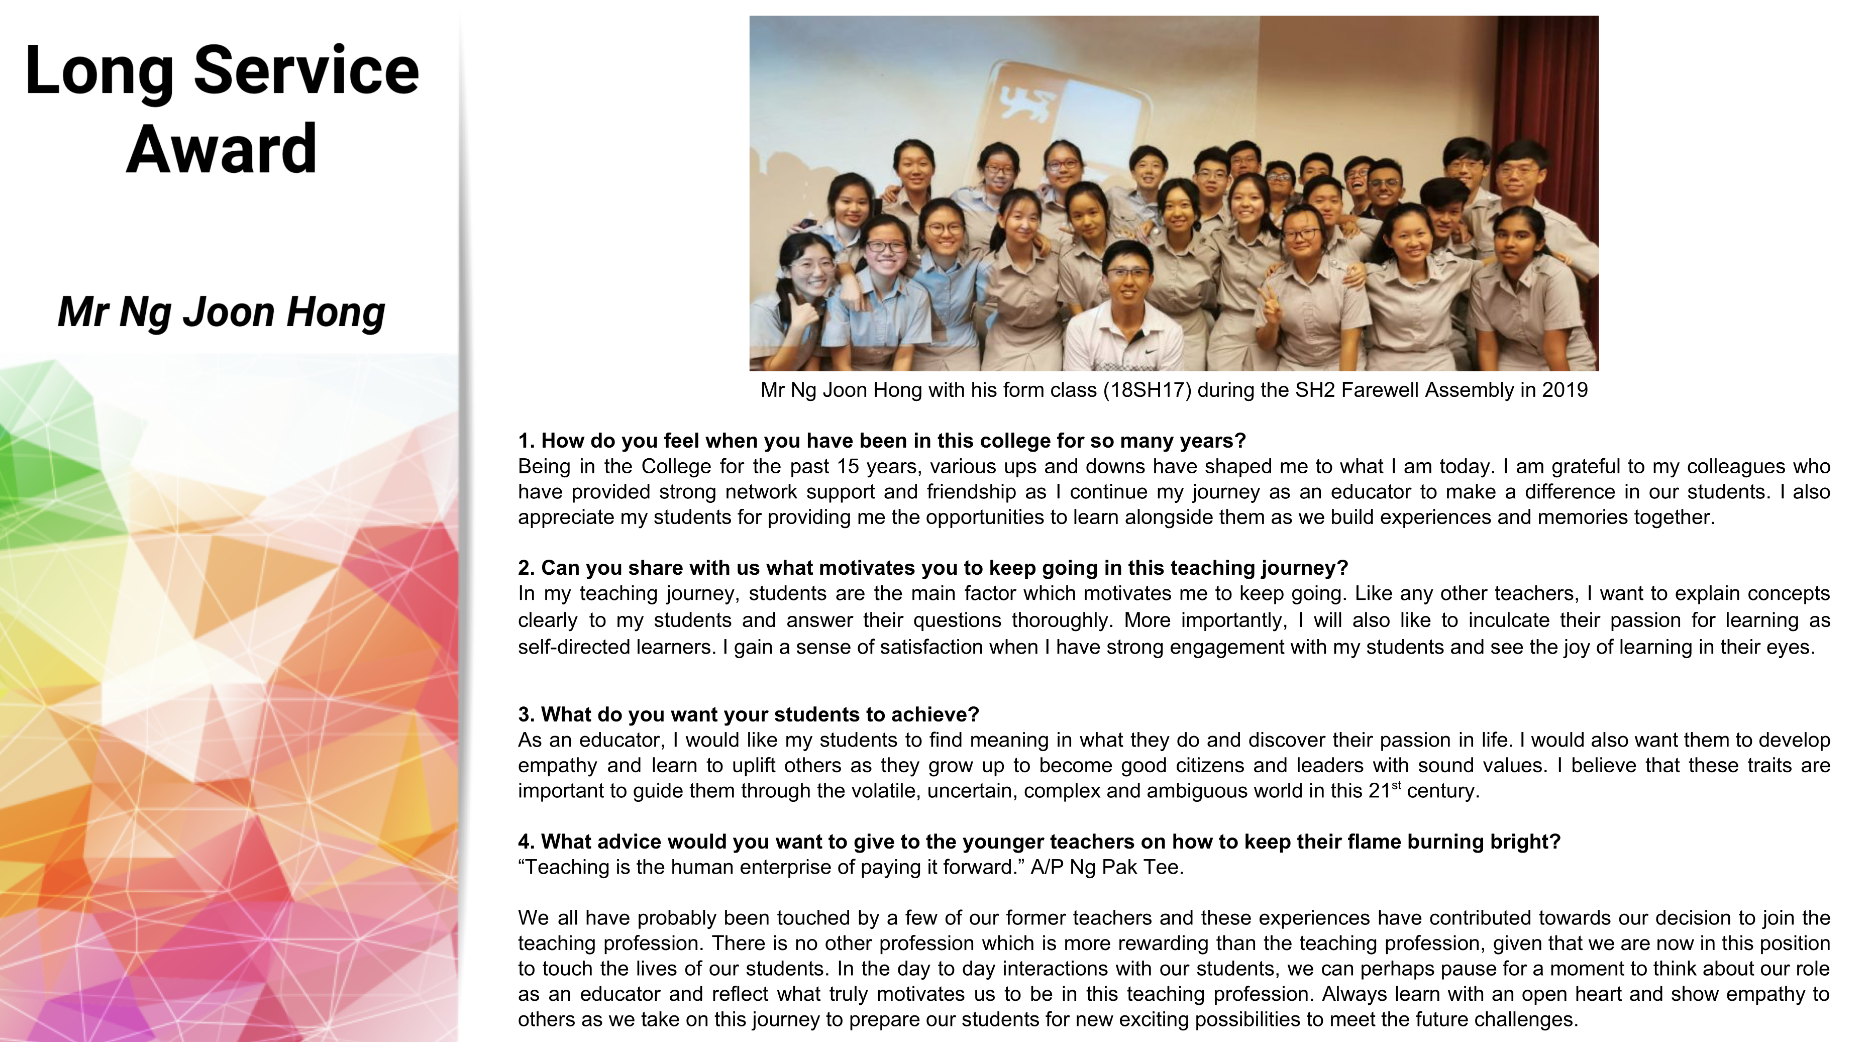 Long Service
Award
Mr Ng Joon Hong
Mr Ng Joon Hong with his form class (18SH17) during the SH2 Farewell Assembly in 2019
1. How do you feel when you have been in this college for so many years?
Being in the College for the past 15 years, various ups and downs have shaped me to what I am today. I am grateful to my colleagues who
have provided strong network support and friendship as I continue my journey as an educator to make a difference in our students. I also
appreciate my students for providing me the opportunities to learn alongside them as we build experiences and memories together.
2. Can you share with us what motivates you to keep going in this teaching journey?
In my teaching journey, students are the main factor which motivates me to keep going. Like any other teachers, I want to explain concepts
clearly to my students and answer their questions thoroughly. More importantly, I will also like to inculcate their passion for learning as
self-directed learners. I gain a sense of satisfaction when I have strong engagement with my students and see the joy of learning in their eyes.
3. What do you want your students to achieve?
As an educator, I would like my students to find meaning in what they do and discover their passion in life. I would also want them to develop
empathy and learn to uplift others as they grow up to become good citizens and leaders with sound values. I believe that these traits are
important to guide them through the volatile, uncertain, complex and ambiguous world in this 21st century.
4. What advice would you want to give to the younger teachers on how to keep their flame burning bright?
“Teaching is the human enterprise of paying it forward.” A/P Ng Pak Tee.
We all have probably been touched by a few of our former teachers and these experiences have contributed towards our decision to join the
teaching profession. There is no other profession which is more rewarding than the teaching profession, given that we are now in this position
to touch the lives of our students. In the day to day interactions with our students, we can perhaps pause for a moment to think about our role
as an educator and reflect what truly motivates us to be in this teaching profession. Always learn with an open heart and show empathy to
others as we take on this journey to prepare our students for new exciting possibilities to meet the future challenges.